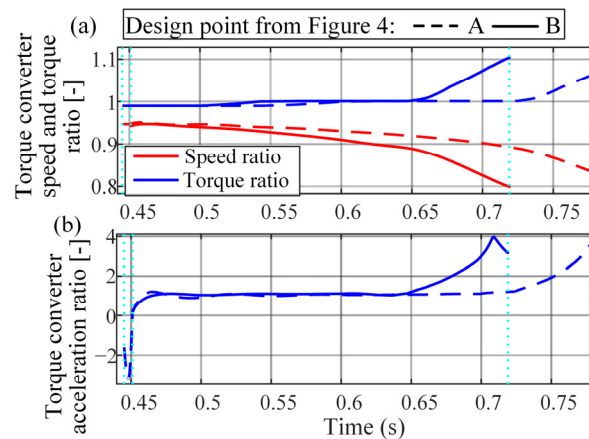 Design point from Figure 4: A B
(a)
Torque converter
speed and torque
ratio [-]
1.1
1
0.9
0.8
Speed ratio
Torque ratio
0.45 0.5 0.55 0.6 0.65 0.7 0.75
(b)
Torque converter
acceleration ratio [-]
4
2
0
−2
0.45 0.5 0.55 0.6 0.65 0.7 0.75
Time (s)